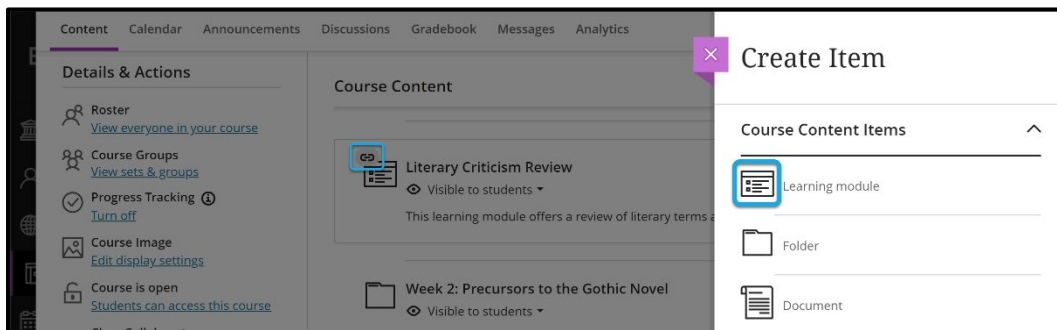 Content Calendar Announcements Discussions Gradebook Messages Analytics
Details & Actions
Roster
View everyone in your course
Course Groups
View sets & groups
Progress Tracking
Turn off
Course Image
Edit display settings
Course is open
Students can access this course
Course Content
Literary Criticism Review
Visible to students
This learning module offers a review of literary terms a
Week 2: Precursors to the Gothic Novel
Visible to students
Create Item
Course Content Items
Learning module
Folder
Document